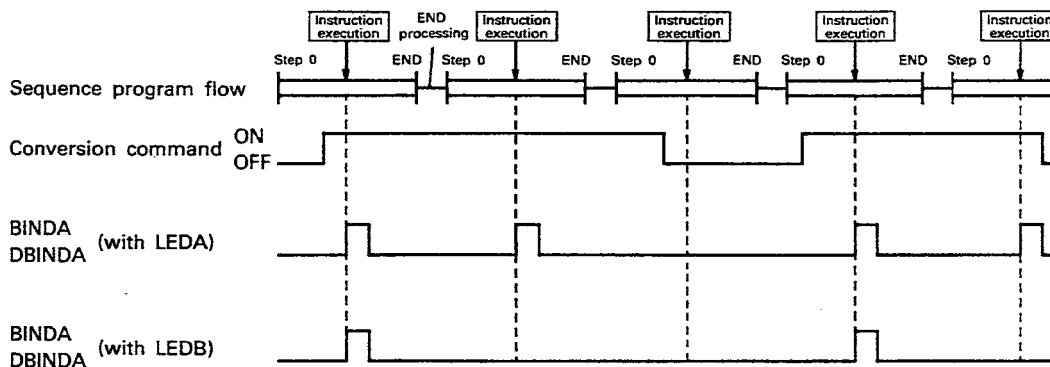 Instruction execution
END processing
Instruction execution
Instruction execution
Instruction execution
Instruction execution
Step 0 END Step 0 END Step 0 END Step 0 END Step 0
Sequence program flow
Conversion command ON
OFF
BINDA
DBINDA (with LEDA)
BINDA
DBINDA (with LEDB)